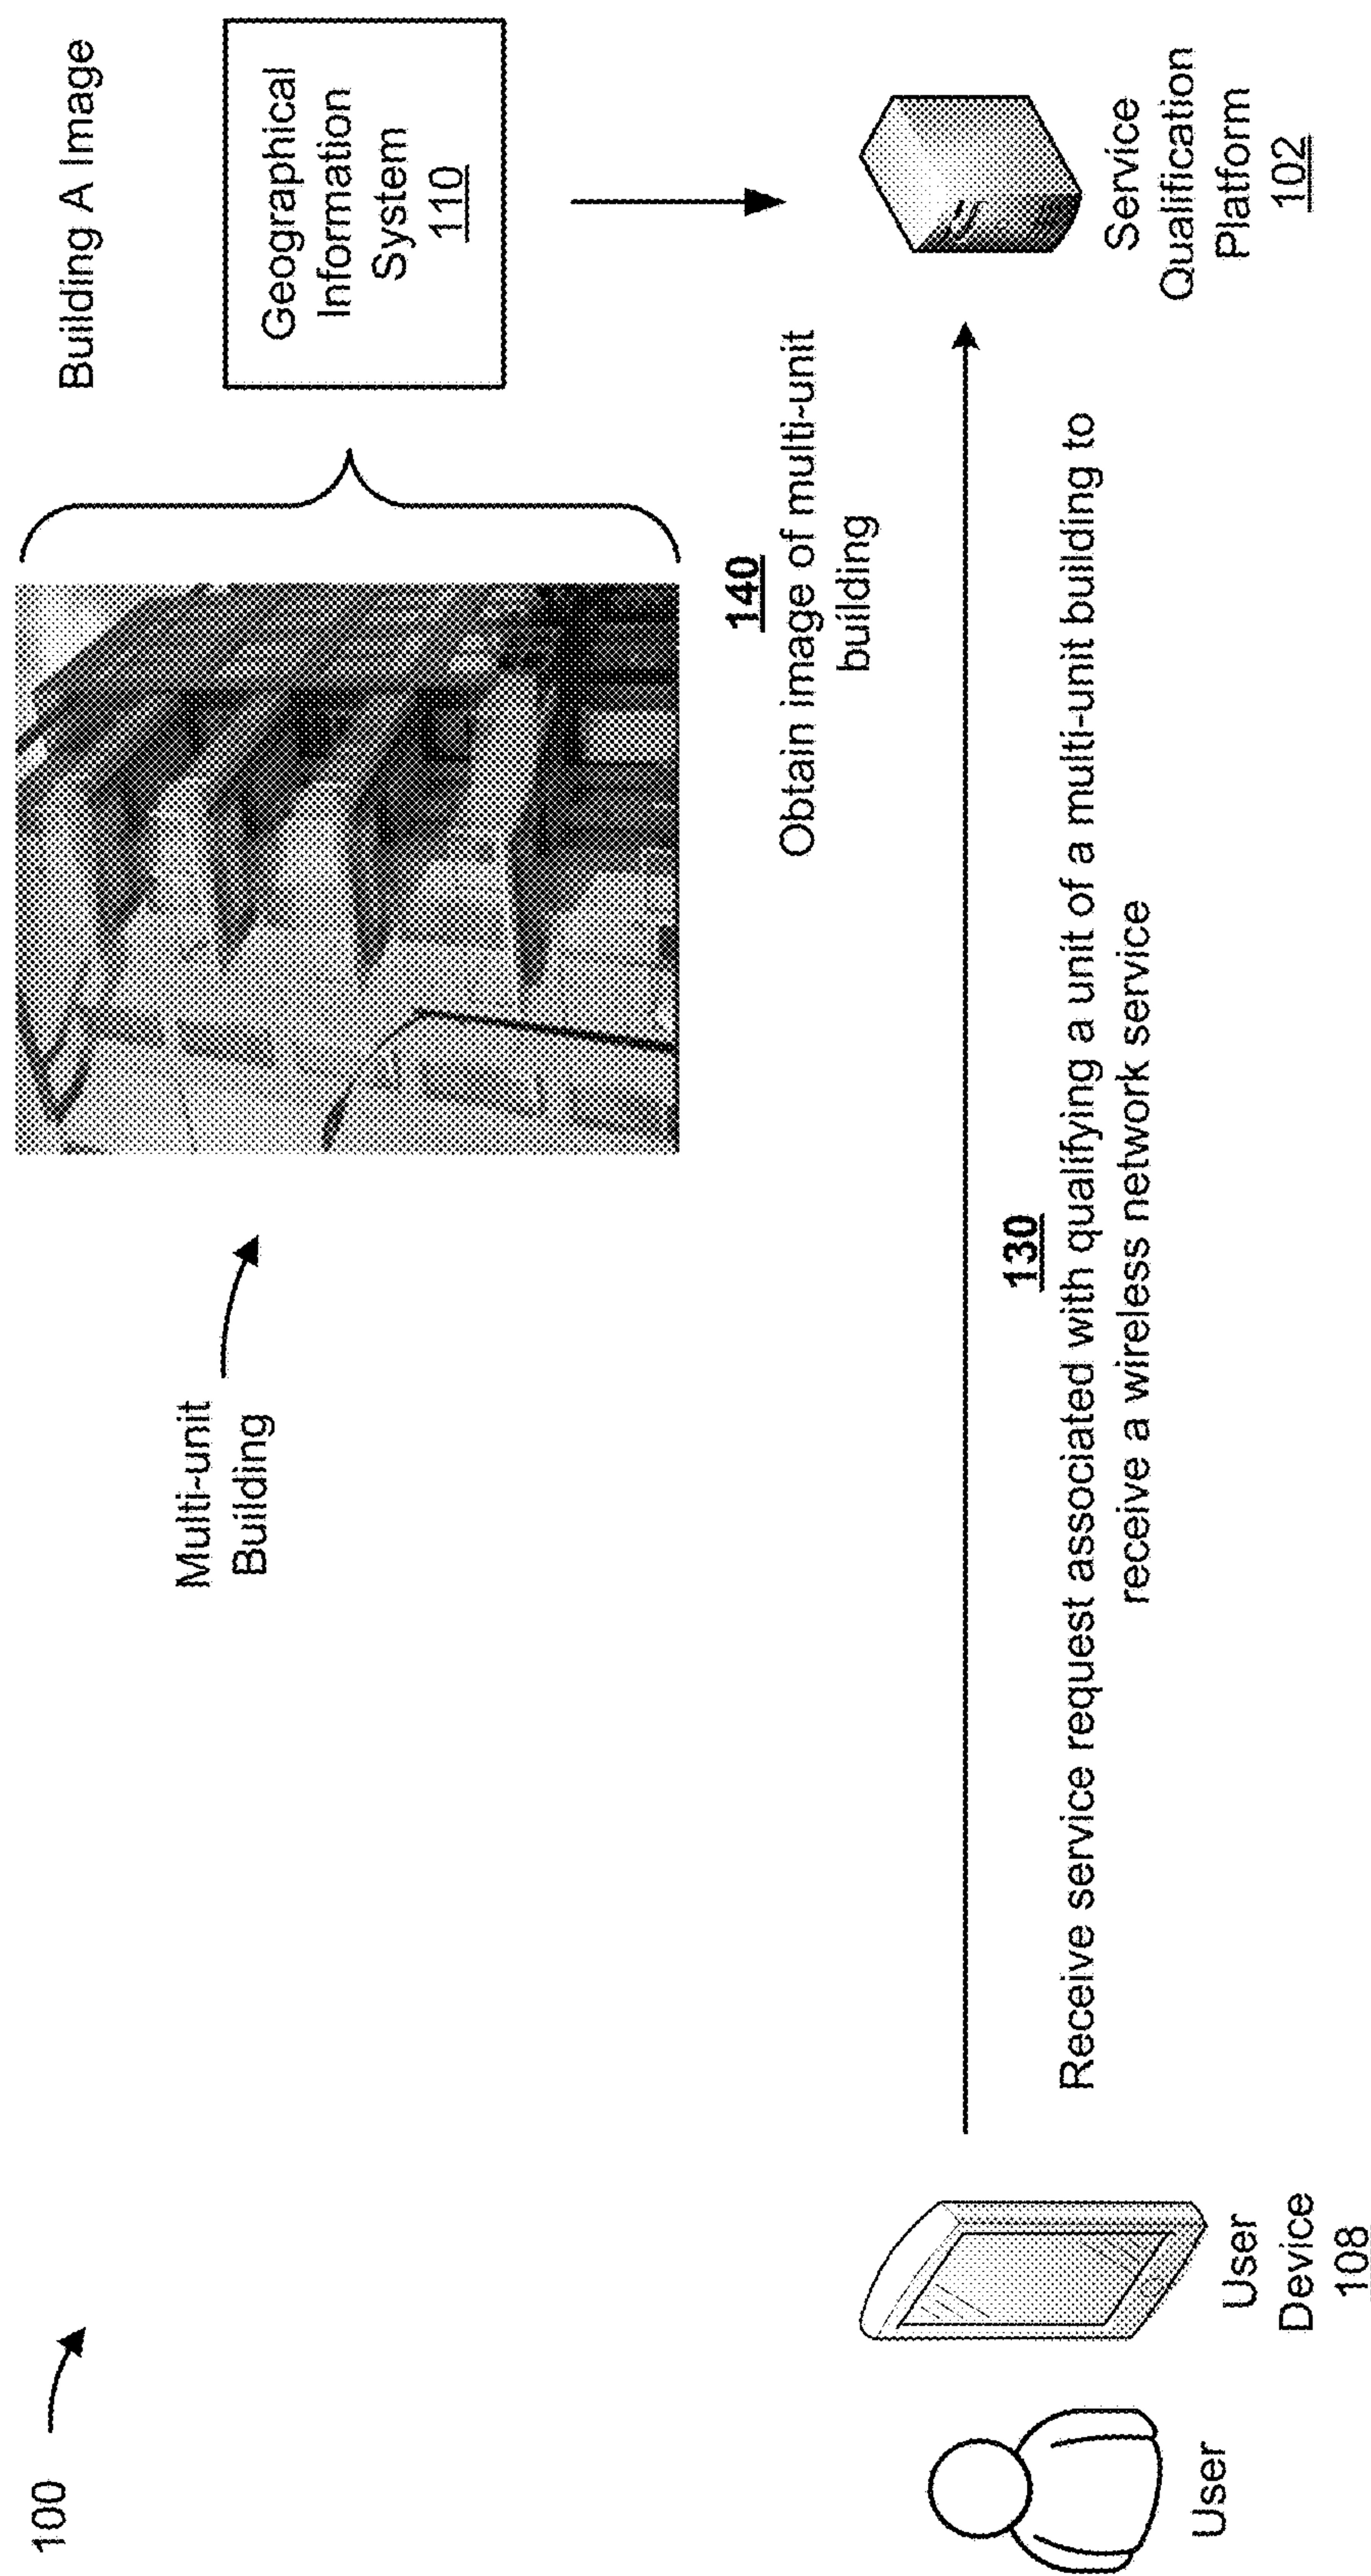 100
Multi-unit
Building
Building A Image
Geographical
Information
System
110
140
Obtain image of multi-unit
building
130
Receive service request associated with qualifying a unit of a multi-unit building to
receive a wireless network service
User
User
Device
108
Service
Qualification
Platform
102